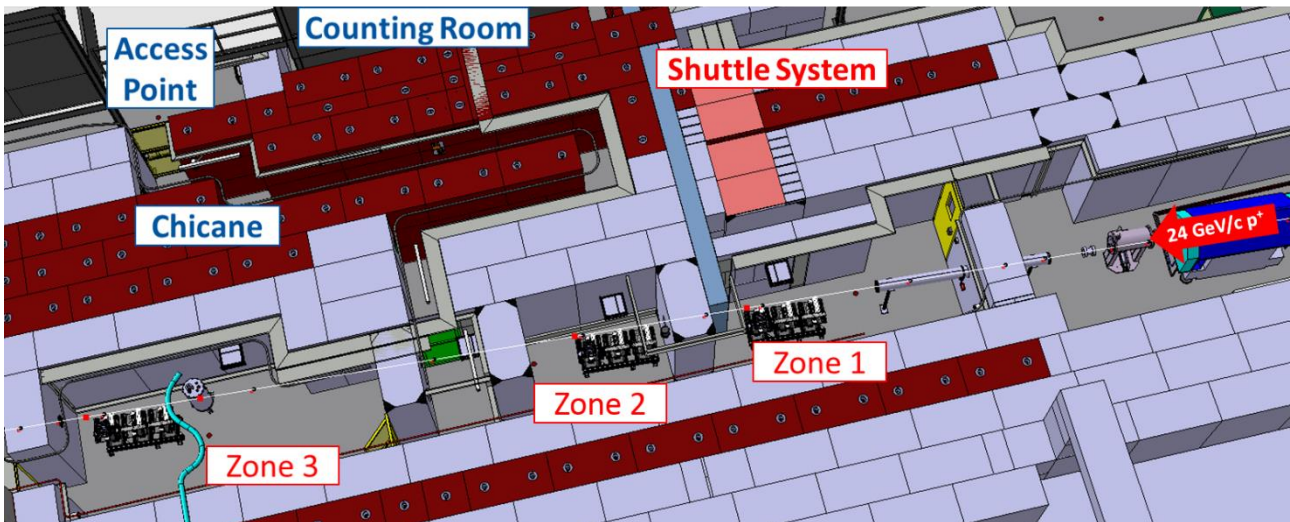 Counting Room
Access
Point
Shuttle System
Chicane
24 GeV/c p⁺
Zone 1
Zone 2
Zone 3